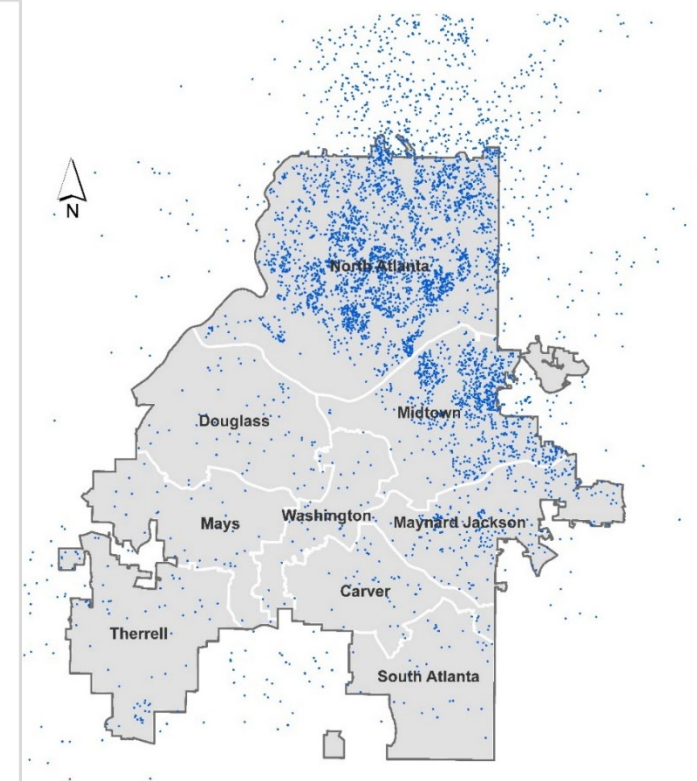 N
North Atlanta
Midtown
Douglass
Washington
Mays
Maynard Jackson
Carver
Therrell
South Atlanta